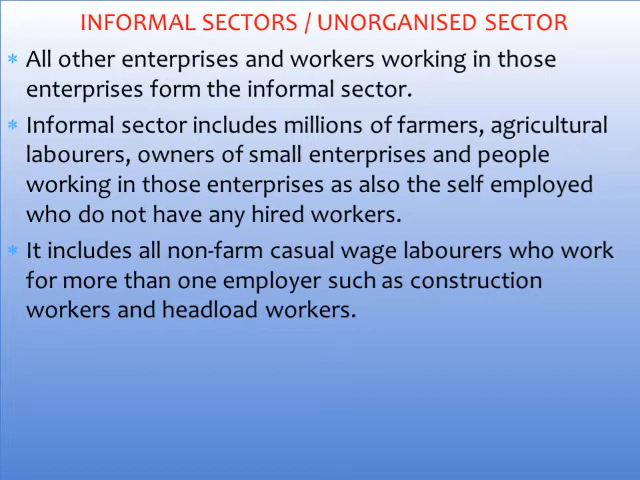 INFORMAL SECTORS / UNORGANISED SECTOR
* All other enterprises and workers working in those
enterprises form the informal sector.
* Informal sector includes millions of farmers, agricultural
labourers, owners of small enterprises and people
working in those enterprises as also the self employed
who do not have any hired workers.
* It includes all non-farm casual wage labourers who work
for more than one employer such as construction
workers and headload workers.